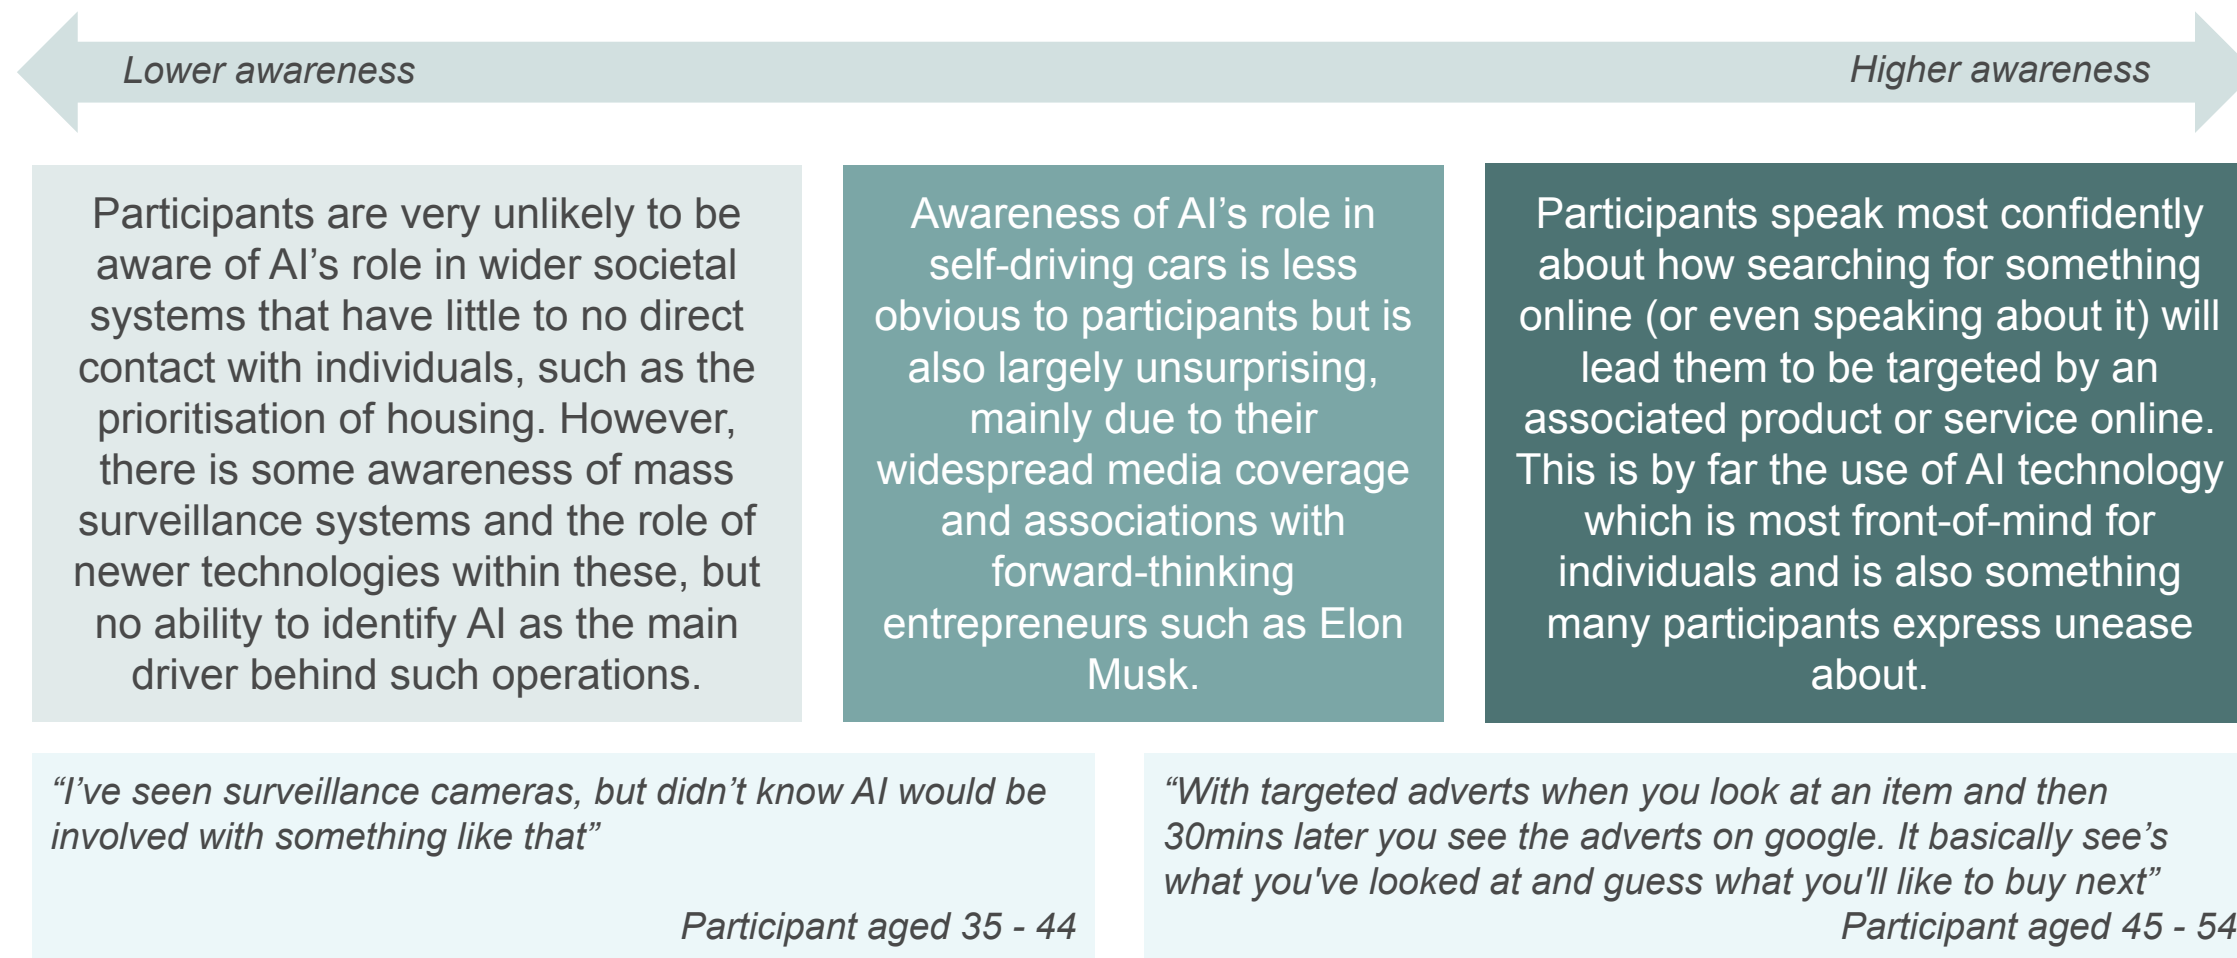 Lower awareness
Higher awareness
Participants are very unlikely to be
aware of AI’s role in wider societal
systems that have little to no direct
contact with individuals, such as the
prioritisation of housing. However,
there is some awareness of mass
surveillance systems and the role of
newer technologies within these, but
no ability to identify AI as the main
driver behind such operations.
Awareness of AI’s role in
self-driving cars is less
obvious to participants but is
also largely unsurprising,
mainly due to their
widespread media coverage
and associations with
forward-thinking
entrepreneurs such as Elon
Musk.
Participants speak most confidently
about how searching for something
online (or even speaking about it) will
lead them to be targeted by an
associated product or service online.
This is by far the use of AI technology
which is most front-of-mind for
individuals and is also something
many participants express unease
about.
“I’ve seen surveillance cameras, but didn’t know AI would be
involved with something like that”
Participant aged 35 - 44
“With targeted adverts when you look at an item and then
30mins later you see the adverts on google. It basically see’s
what you've looked at and guess what you'll like to buy next”
Participant aged 45 - 54